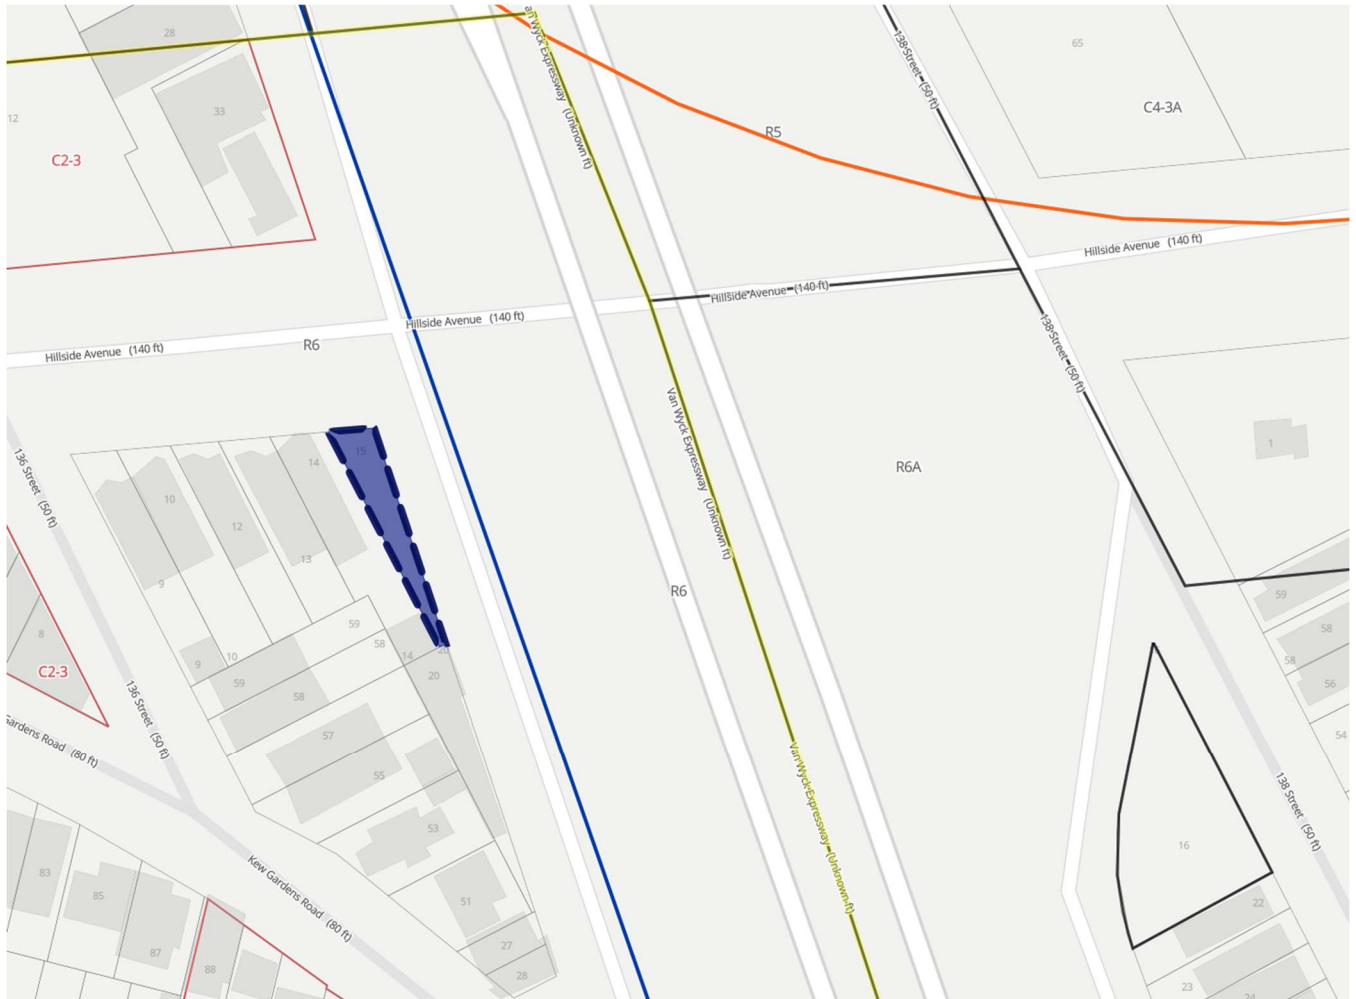 28
33
12
C2-3
Van Wyck Expressway (Unknown ft)
138 Street (50 ft)
65
C4-3A
R5
Hillside Avenue (140 ft)
Hillside Avenue (140 ft)
Hillside Avenue (140 ft)
Hillside Avenue (140 ft)
R6
138 Street (50 ft)
136 Street (50 ft)
15
14
10
12
13
9
Van Wyck Expressway (Unknown ft)
R6A
1
R6
59
58
58
56
54
8
C2-3
59
58
14
20
20
9
10
59
58
57
55
53
51
27
28
136 Street (50 ft)
Gardens Road (80 ft)
Kew Gardens Road (80 ft)
83
85
87
88
Van Wyck Expressway (Unknown ft)
138 Street (50 ft)
16
22
23
24